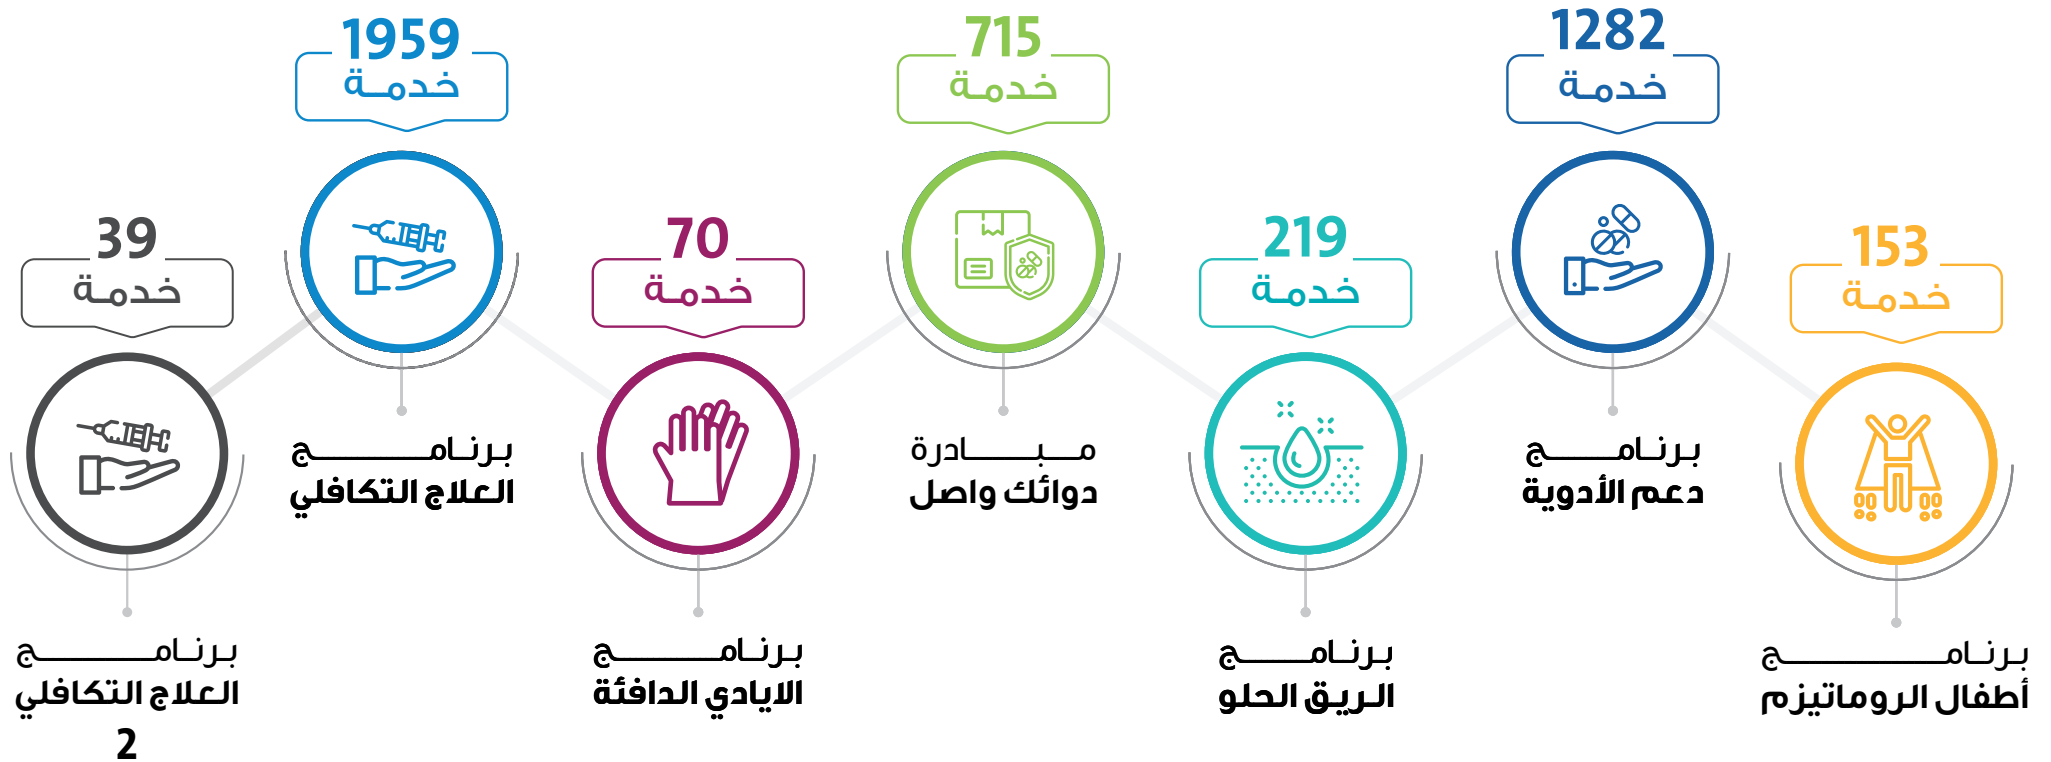 153
خدمة
برنامج
أطفال الروماتيزم
1282
خدمة
برنامج
دعم الأدوية
219
خدمة
برنامج
الريق الحلو
715
خدمة
مبادرة
دوائك واصل
70
خدمة
برنامج
الايادي الدافئة
1959
خدمة
برنامج
العلاج التكافلي
39
خدمة
برنامج
العلاج التكافلي
2